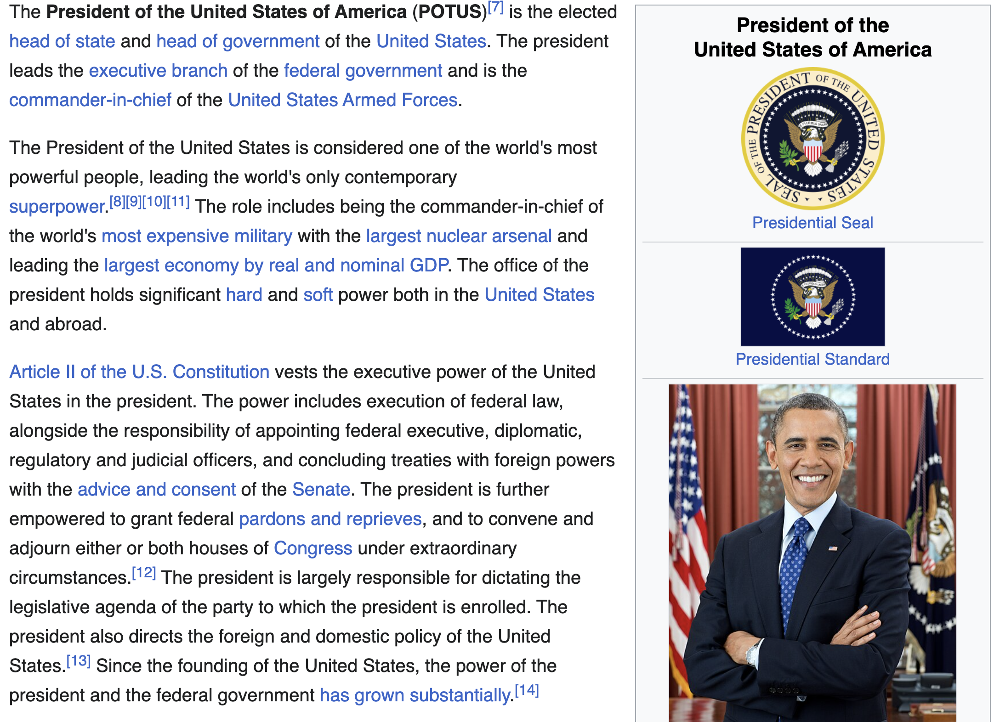 The President of the United States of America (POTUS)[7] is the elected
head of state and head of government of the United States. The president
leads the executive branch of the federal government and is the
commander-in-chief of the United States Armed Forces.
The President of the United States is considered one of the world's most
powerful people, leading the world's only contemporary
superpower.[8][9][10][11] The role includes being the commander-in-chief of
the world's most expensive military with the largest nuclear arsenal and
leading the largest economy by real and nominal GDP. The office of the
president holds significant hard and soft power both in the United States
and abroad.
Article II of the U.S. Constitution vests the executive power of the United
States in the president. The power includes execution of federal law,
alongside the responsibility of appointing federal executive, diplomatic,
regulatory and judicial officers, and concluding treaties with foreign powers
with the advice and consent of the Senate. The president is further
empowered to grant federal pardons and reprieves, and to convene and
adjourn either or both houses of Congress under extraordinary
circumstances.[12] The president is largely responsible for dictating the
legislative agenda of the party to which the president is enrolled. The
president also directs the foreign and domestic policy of the United
States.[13] Since the founding of the United States, the power of the
president and the federal government has grown substantially.[14]
President of the
United States of America
SEAL OF THE PRESIDENT OF THE UNITED STATES
E PLURIBUS UNUM
Presidential Seal
E PLURIBUS UNUM
Presidential Standard